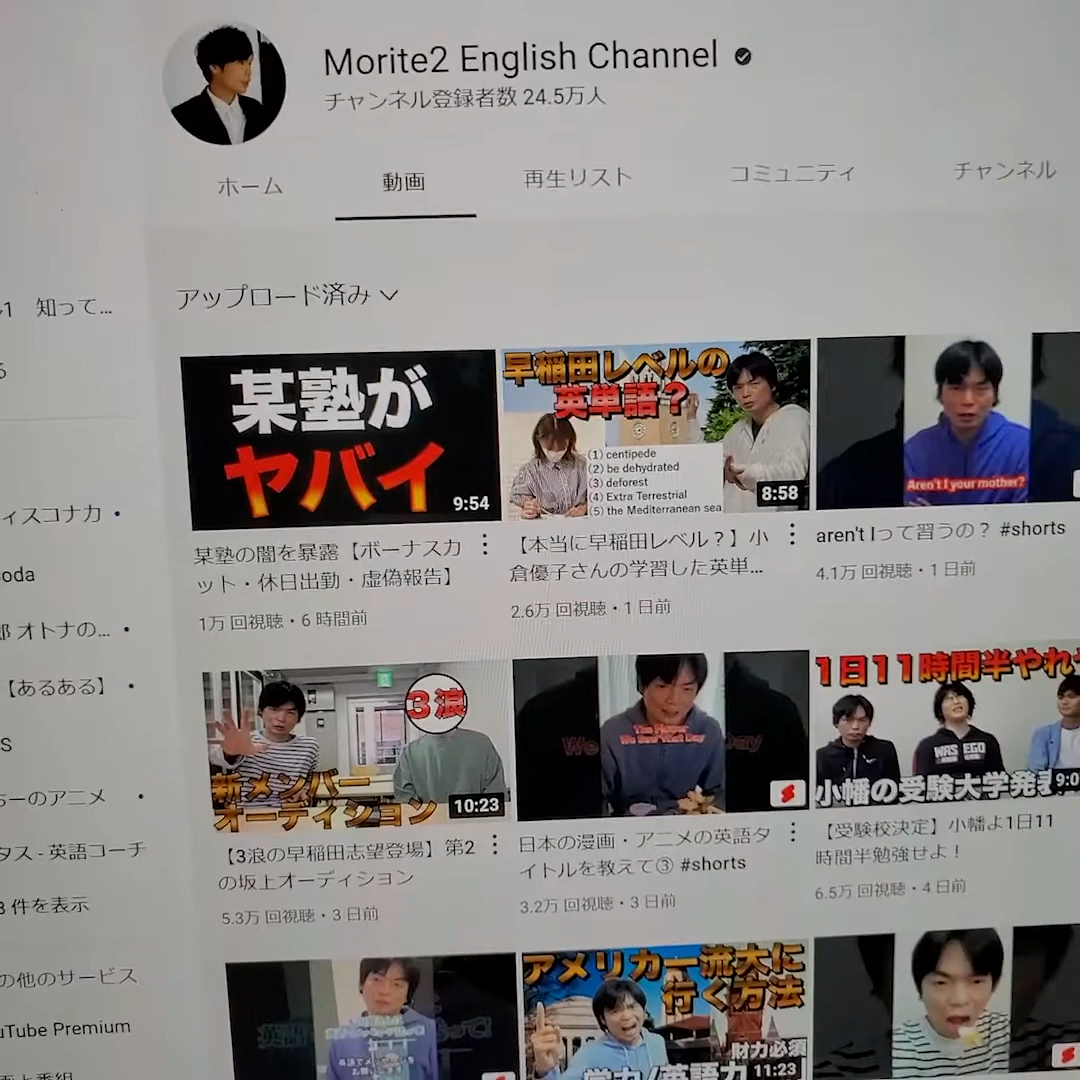 Morite2 English Channel
チャンネル登録者数 24.5万人
ホーム
動画
再生リスト
コミュニティ
チャンネル
アップロード済み
知って...
ィスコナカ
oda
オトナの...
【あるある】
S
らーのアニメ
タス - 英語コーチ
件を表示
の他のサービス
uTube Premium
某塾が
ヤバイ
9:54
某塾の闇を暴露【ボーナスカ
ット・休日出勤・虚偽報告】
1万 回視聴・6 時間前
早稲田レベルの
英単語？
(1) centipede
(2) be dehydrated
(3) deforest
(4) Extra Terrestrial
(5) the Mediterranean sea
8:58
【本当に早稲田レベル？】小
倉優子さんの学習した英単...
2.6万 回視聴・1 日前
Aren't I your mother?
aren't Iって習うの？ #shorts
4.1万 回視聴・1 日前
3浪
新メンバー
オーディション
10:23
【3浪の早稲田志望登場】第2
の坂上オーディション
5.3万 回視聴・3 日前
The Flower
We Saw That Day
日本の漫画・アニメの英語タ
イトルを教えて③ #shorts
3.2万 回視聴・3 日前
1日11時間半やれ
WAS EGO
小幡の受験大学発表
9:0
【受験校決定】小幡よ1日11
時間半勉強せよ！
6.5万 回視聴・4 日前
アメリカ一流大に
行く方法
財力必須
学力/英語力
11:23